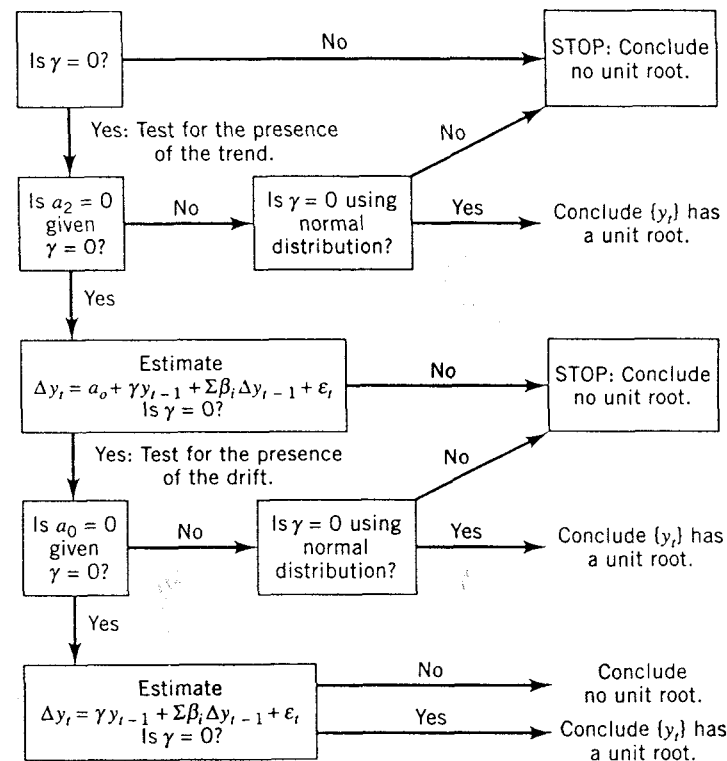 Is γ = 0?
No
STOP: Conclude
no unit root.
Yes: Test for the presence
of the trend.
No
Is a₂ = 0
given
γ = 0?
No
Is γ = 0 using
normal
distribution?
Yes
Conclude {yₜ} has
a unit root.
Yes
Estimate
Δyₜ = aₒ + γyₜ₋₁ + Σβᵢ Δyₜ₋₁ + εₜ
Is γ = 0?
No
STOP: Conclude
no unit root.
Yes: Test for the presence
of the drift.
No
Is a₀ = 0
given
γ = 0?
No
Is γ = 0 using
normal
distribution?
Yes
Conclude {yₜ} has
a unit root.
Yes
Estimate
Δyₜ = γyₜ₋₁ + Σβᵢ Δyₜ₋₁ + εₜ
Is γ = 0?
No
Conclude
no unit root.
Yes
Conclude {yₜ} has
a unit root.